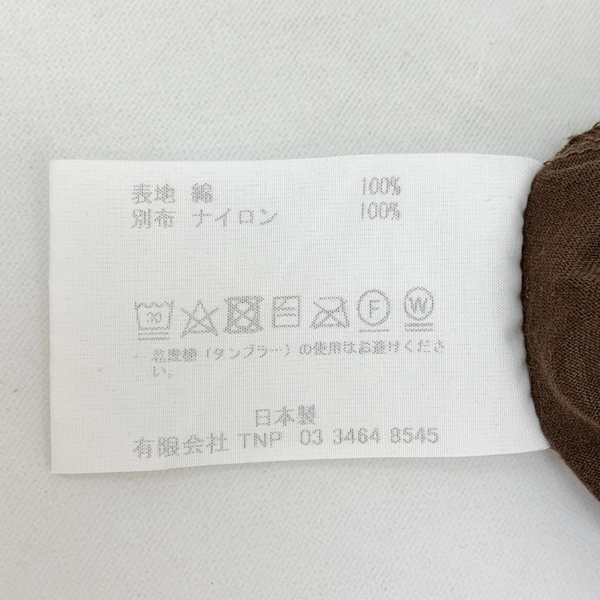 表地 綿 100%
別布 ナイロン 100%
30 F W
乾燥機(タンブラー)の使用はお避けくださ
い。
日本製
有限会社 TNP 03 3464 8545